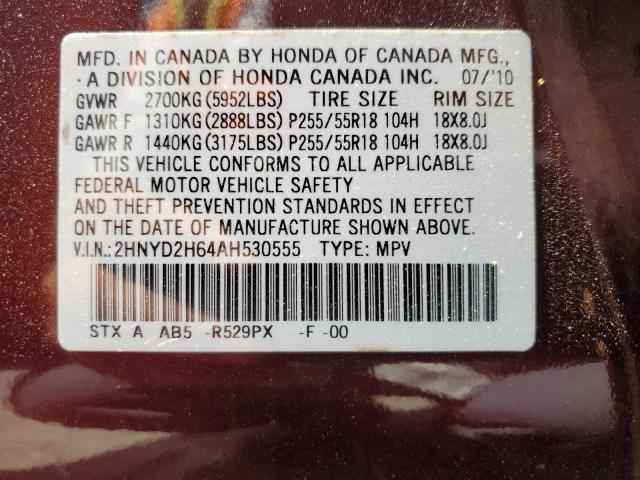 MFD. IN CANADA BY HONDA OF CANADA MFG.,
·A DIVISION OF HONDA CANADA INC. 07/'10
GVWR 2700KG(5952LBS) TIRE SIZE RIM SIZE
GAWR F 1310KG(2888LBS) P255/55R18 104H 18X8.0J
GAWR R 1440KG(3175LBS) P255/55R18 104H 18X8.0J
THIS VEHICLE CONFORMS TO ALL APPLICABLE
FEDERAL MOTOR VEHICLE SAFETY
AND THEFT PREVENTION STANDARDS IN EFFECT
ON THE DATE OF MANUFACTURE SHOWN ABOVE.
V.I.N.:2HNYD2H64AH530555 TYPE: MPV
STX A AB5 -R529PX -F -00